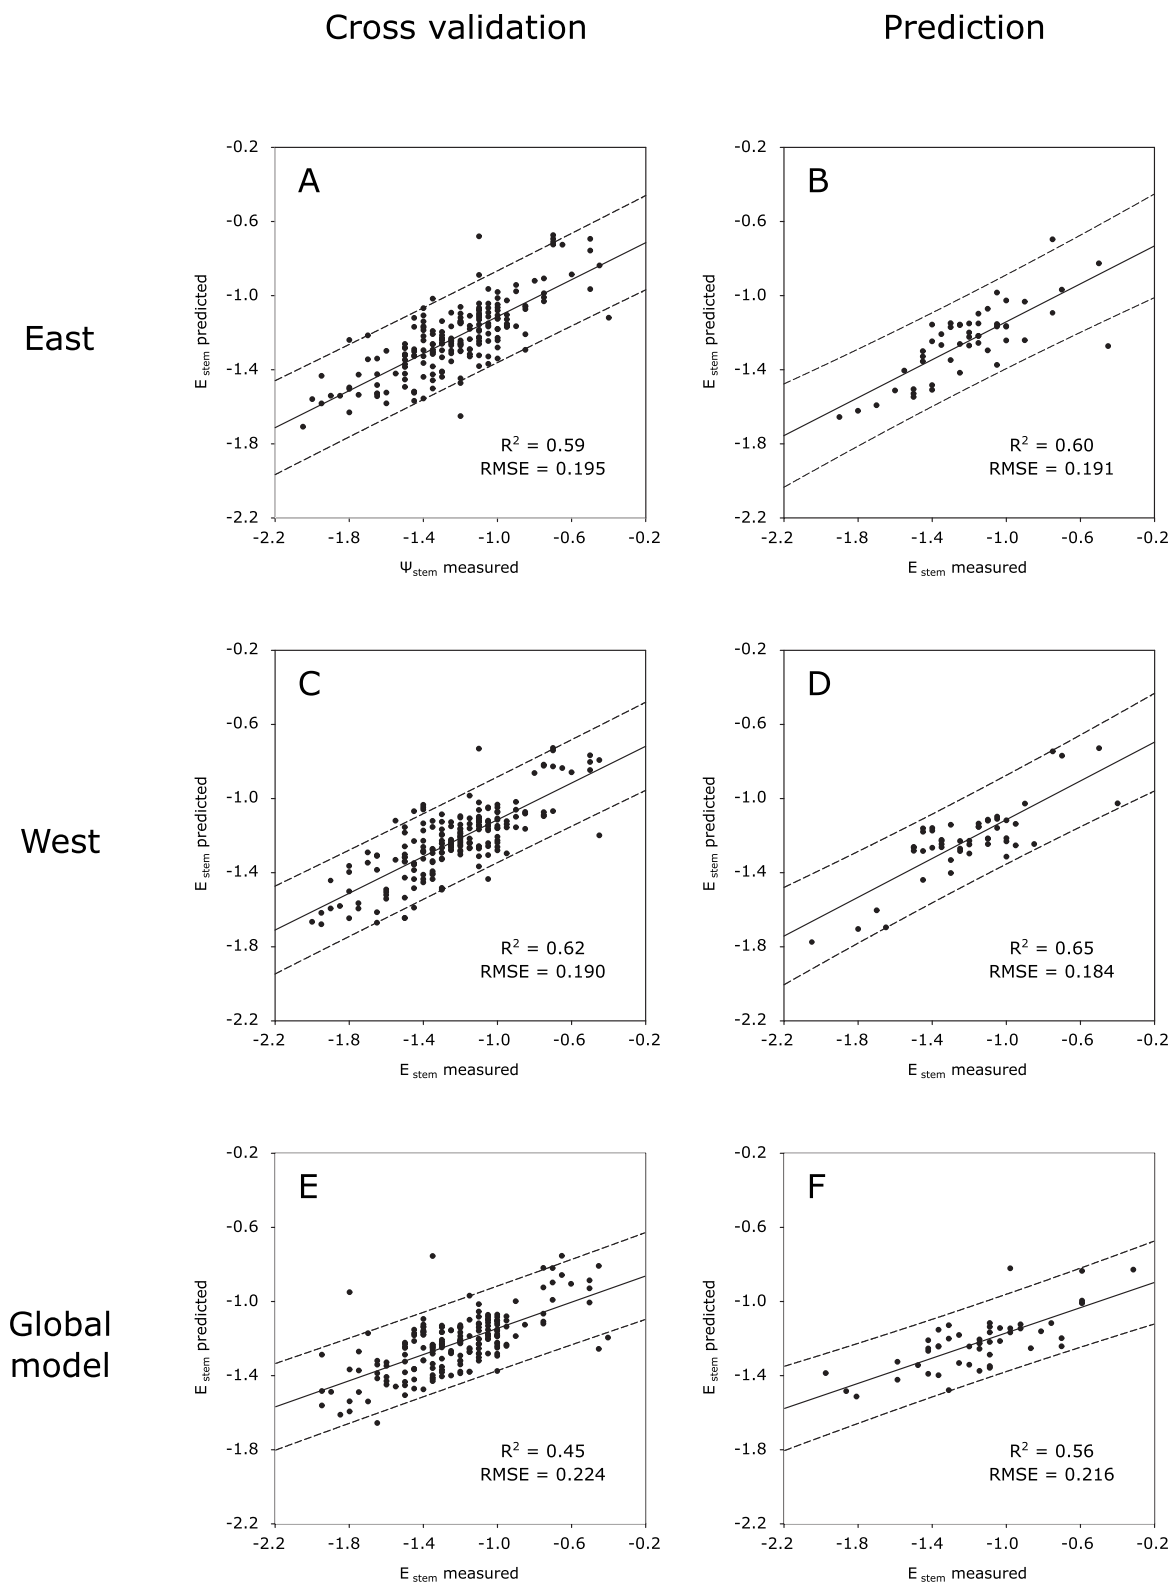 Cross validation Prediction
East
A
-0.2
-0.6
-1.0
-1.4
-1.8
-2.2
E stem predicted
R² = 0.59
RMSE = 0.195
-2.2 -1.8 -1.4 -1.0 -0.6 -0.2
Ψstem measured
B
-0.2
-0.6
-1.0
-1.4
-1.8
-2.2
E stem predicted
R² = 0.60
RMSE = 0.191
-2.2 -1.8 -1.4 -1.0 -0.6 -0.2
E stem measured
West
C
-0.2
-0.6
-1.0
-1.4
-1.8
-2.2
E stem predicted
R² = 0.62
RMSE = 0.190
-2.2 -1.8 -1.4 -1.0 -0.6 -0.2
E stem measured
D
-0.2
-0.6
-1.0
-1.4
-1.8
-2.2
E stem predicted
R² = 0.65
RMSE = 0.184
-2.2 -1.8 -1.4 -1.0 -0.6 -0.2
E stem measured
Global
model
E
-0.2
-0.6
-1.0
-1.4
-1.8
-2.2
E stem predicted
R² = 0.45
RMSE = 0.224
-2.2 -1.8 -1.4 -1.0 -0.6 -0.2
E stem measured
F
-0.2
-0.6
-1.0
-1.4
-1.8
-2.2
E stem predicted
R² = 0.56
RMSE = 0.216
-2.2 -1.8 -1.4 -1.0 -0.6 -0.2
E stem measured